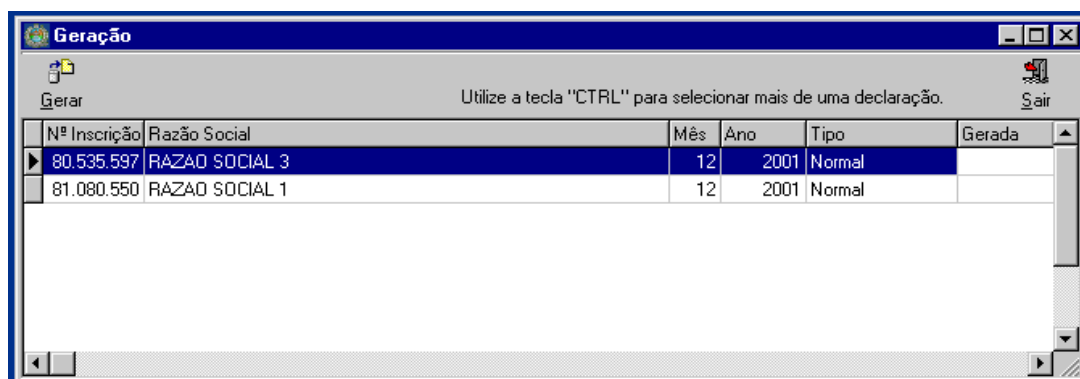 Geração
Gerar Utilize a tecla "CTRL" para selecionar mais de uma declaração. Sair
Nº Inscrição Razão Social Mês Ano Tipo Gerada
80.535.597 RAZAO SOCIAL 3 12 2001 Normal
81.080.550 RAZAO SOCIAL 1 12 2001 Normal